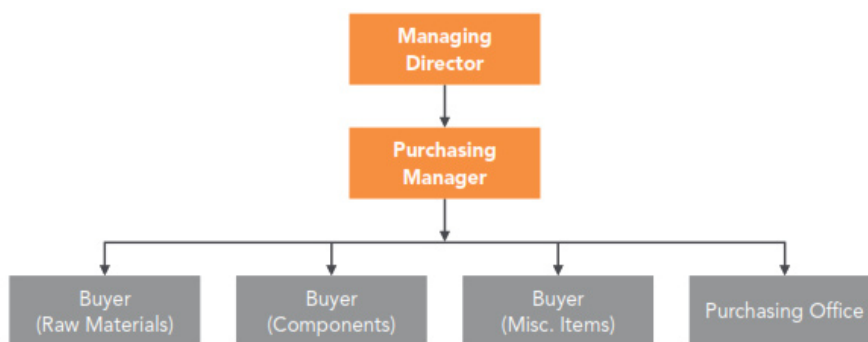 Managing
Director
Purchasing
Manager
Buyer
(Raw Materials)
Buyer
(Components)
Buyer
(Misc. Items)
Purchasing Office